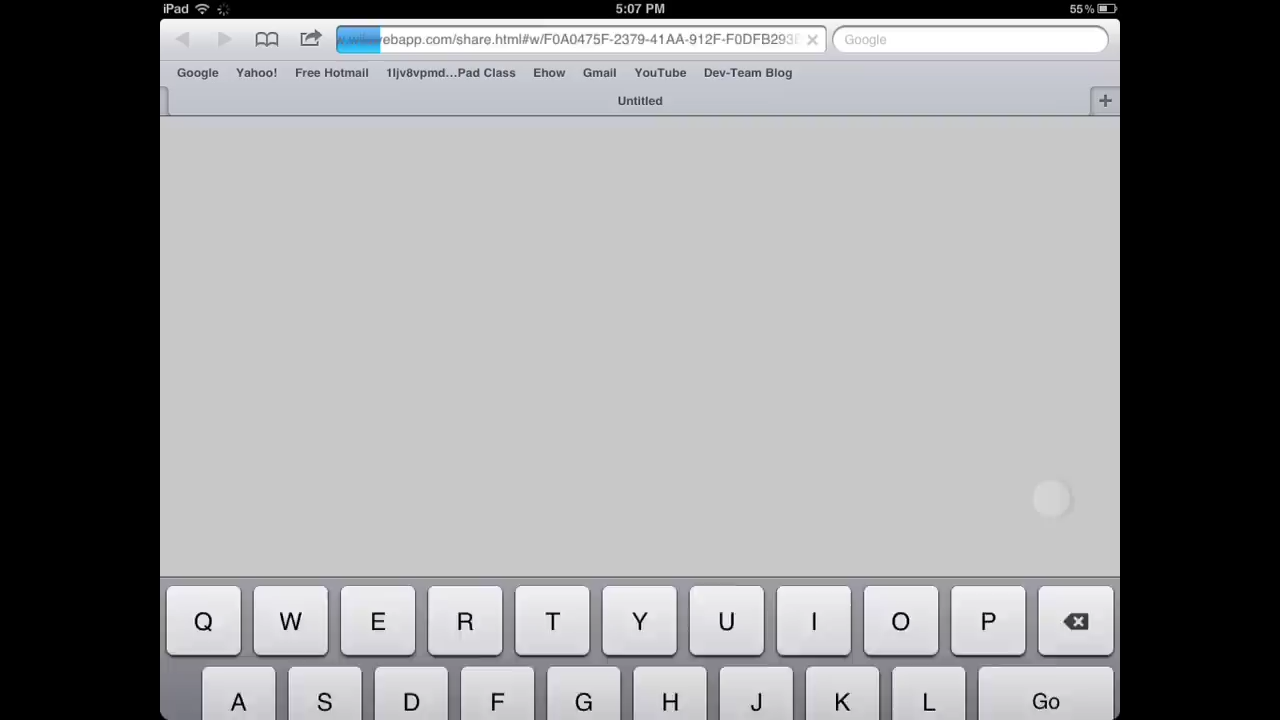 iPad 5:07 PM 55%
webapp.com/share.html#w/F0A0475F-2379-41AA-912F-F0DFB293 Google
Google Yahoo! Free Hotmail 1ljv8vpmd...Pad Class Ehow Gmail YouTube Dev-Team Blog
Untitled
Q W E R T Y U I O P
A S D F G H J K L Go